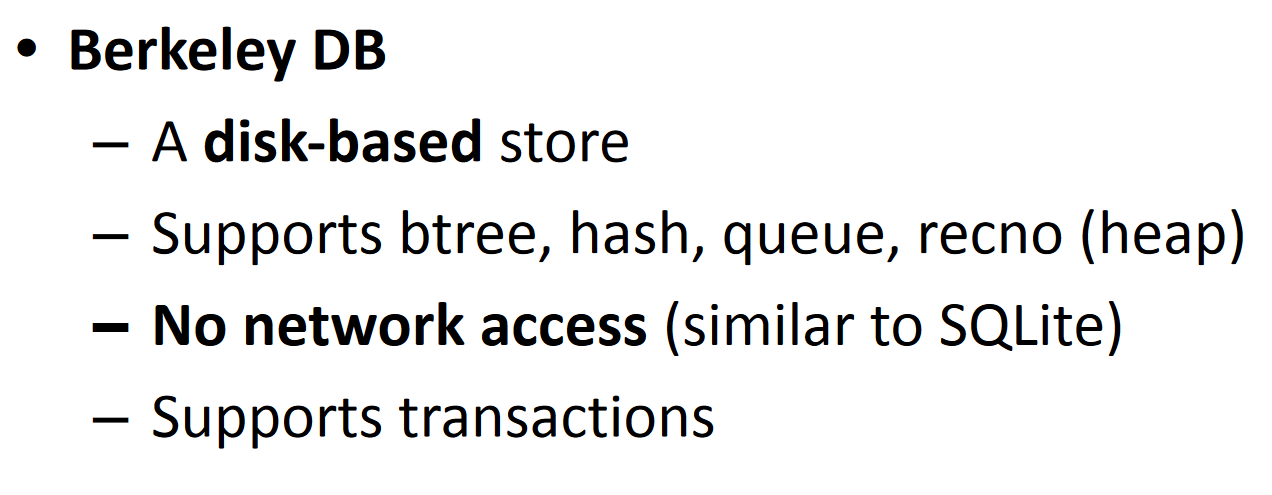 • Berkeley DB
– A disk-based store
– Supports btree, hash, queue, recno (heap)
– No network access (similar to SQLite)
– Supports transactions